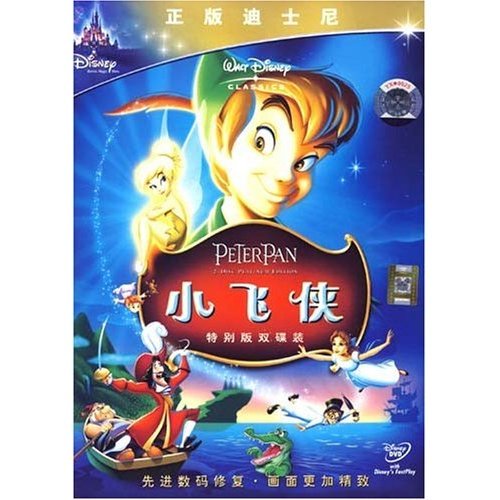 正版迪士尼
DISNEY
WALT DISNEY
CLASSICS
PETER PAN
2-DISC PLATINUM EDITION
小飞侠
特别版双碟装
DISNEY
DVD
with
Disney's FastPlay
先进数码修复·画面更加精致